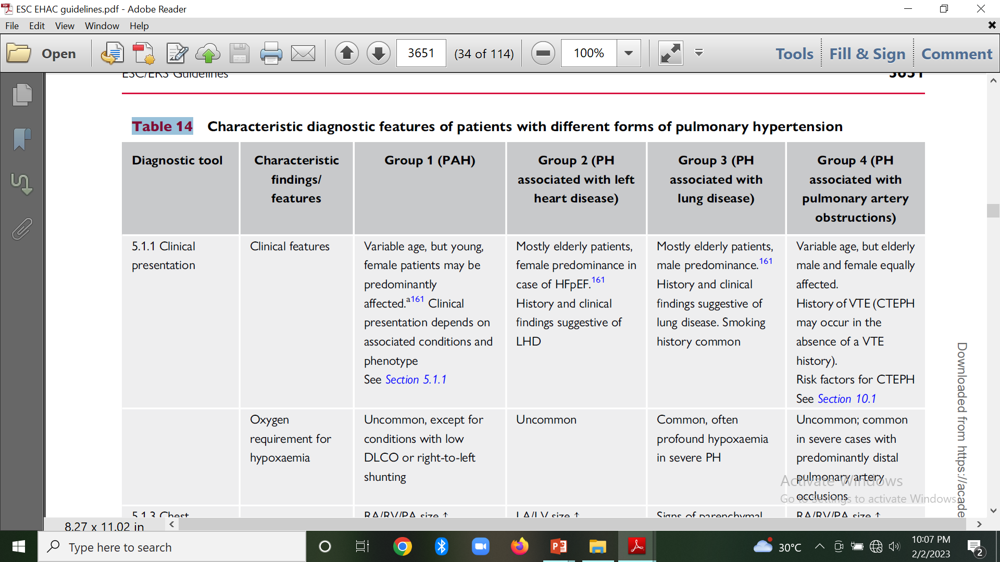 ESC EHAC guidelines.pdf - Adobe Reader
File Edit View Window Help
Open
3651
(34 of 114)
100%
Tools
Fill & Sign
Comment
ESC/ERS Guidelines
3651
Table 14 Characteristic diagnostic features of patients with different forms of pulmonary hypertension
Diagnostic tool
Characteristic
findings/
features
Group 1 (PAH)
Group 2 (PH
associated with left
heart disease)
Group 3 (PH
associated with
lung disease)
Group 4 (PH
associated with
pulmonary artery
obstructions)
5.1.1 Clinical
presentation
Clinical features
Variable age, but young,
female patients may be
predominantly
affected.a161 Clinical
presentation depends on
associated conditions and
phenotype
See Section 5.1.1
Mostly elderly patients,
female predominance in
case of HFpEF.161
History and clinical
findings suggestive of
LHD
Mostly elderly patients,
male predominance.161
History and clinical
findings suggestive of
lung disease. Smoking
history common
Variable age, but elderly
male and female equally
affected.
History of VTE (CTEPH
may occur in the
absence of a VTE
history).
Risk factors for CTEPH
See Section 10.1
Oxygen
requirement for
hypoxaemia
Uncommon, except for
conditions with low
DLCO or right-to-left
shunting
Uncommon
Common, often
profound hypoxaemia
in severe PH
Uncommon; common
in severe cases with
predominantly distal
pulmonary artery
occlusions
5.1.3 Chest
RA/RV/PA size ↑
LA/LV size ↑
Signs of parenchymal
RA/RV/PA size ↑
Downloaded from https://acade
Activate Windows
Go to Settings to activate Windows.
8.27 x 11.02 in
Type here to search
30°C
10:07 PM
2/2/2023
2